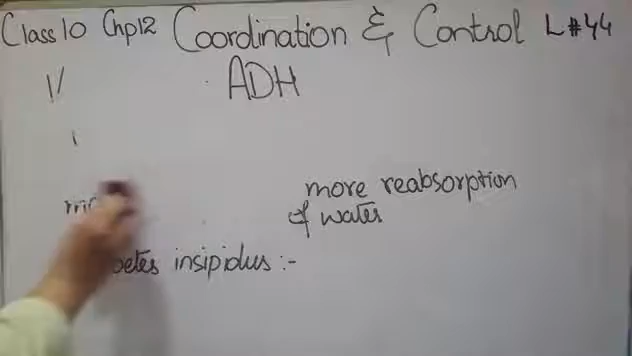 Class 10 Chp12 Coordination & Control L#44
ADH
more reabsorption
of water
insipidus :-